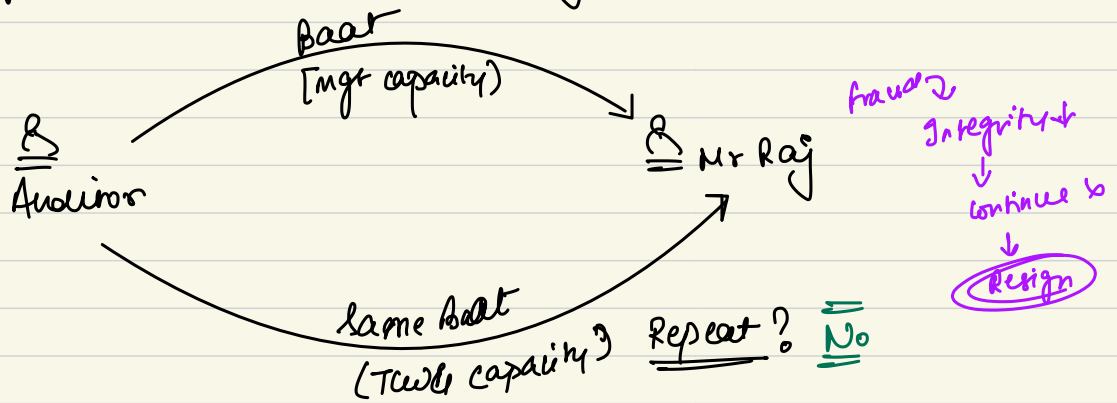 Baat
[mgt capacity)
Auditor
Mr Raj
Same Baat
(TCWG capacity)
Repeat? No
fraud
Integrity↓
↓
continue x
↓
Resign